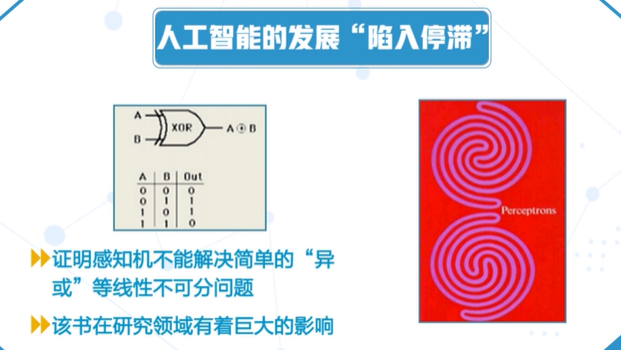 人工智能的发展“陷入停滞”
A
B
XOR
A⊕B
A B Out
0 0 0
0 1 1
1 0 1
1 1 0
Perceptrons
证明感知机不能解决简单的“异
或”等线性不可分问题
该书在研究领域有着巨大的影响